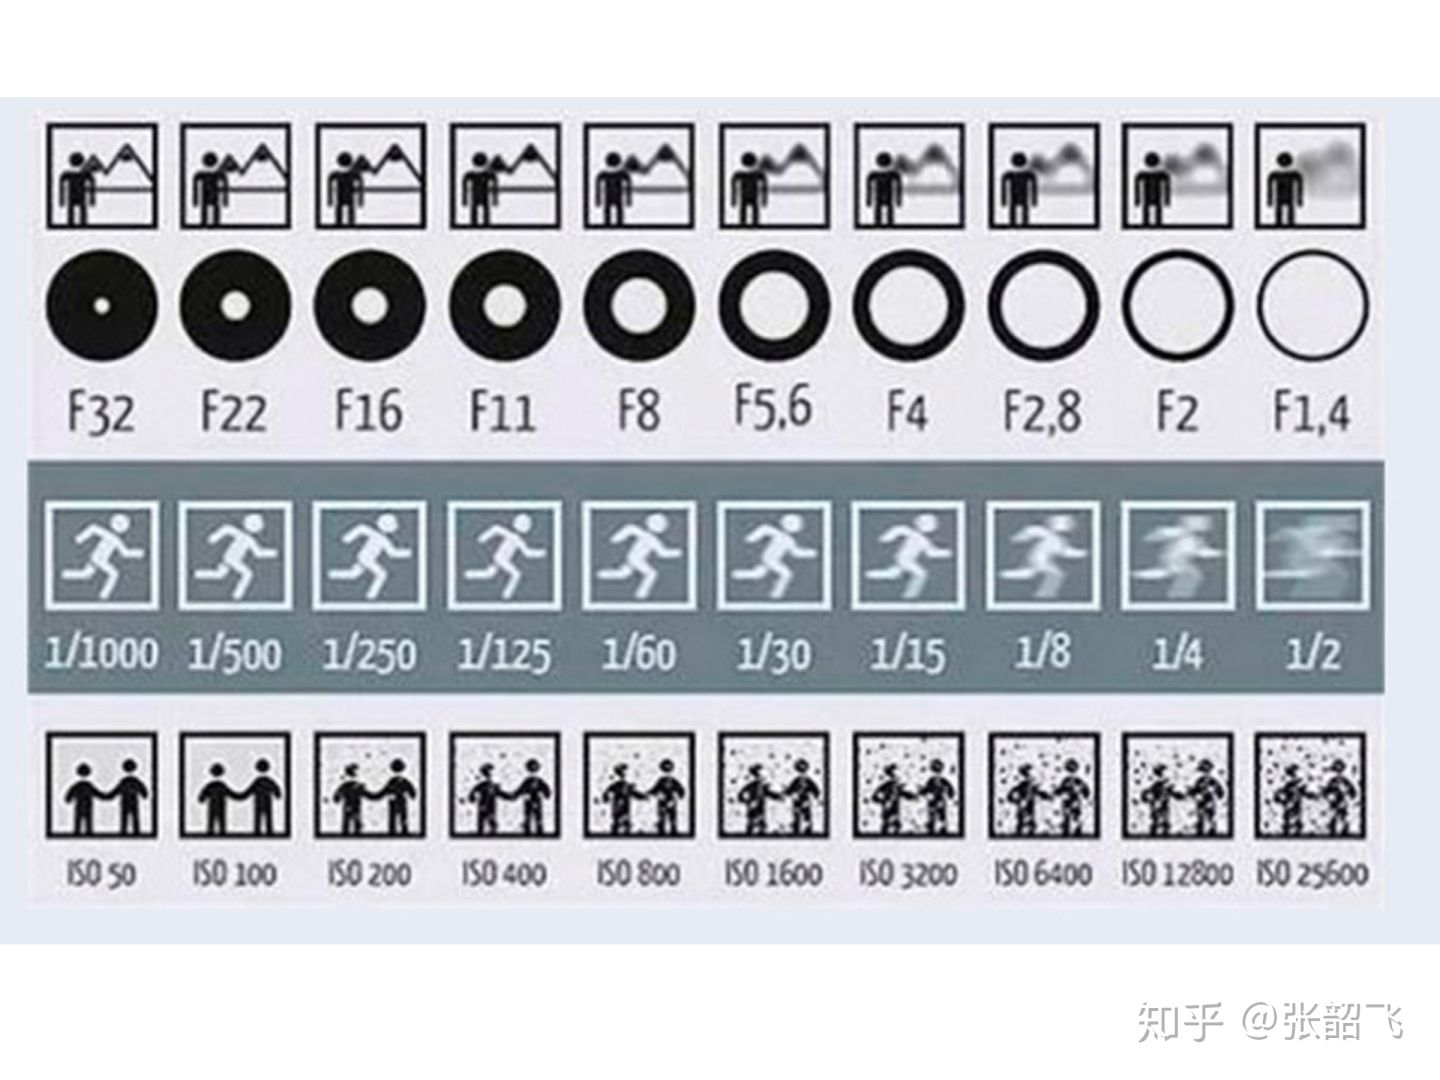 F32 F22 F16 F11 F8 F5,6 F4 F2,8 F2 F1,4
1/1000 1/500 1/250 1/125 1/60 1/30 1/15 1/8 1/4 1/2
ISO 50 ISO 100 ISO 200 ISO 400 ISO 800 ISO 1600 ISO 3200 ISO 6400 ISO 12800 ISO 25600
知乎 @张韶飞